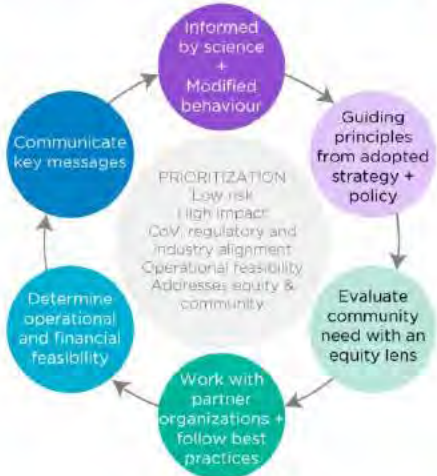 Informed
by science
+
Modified
behaviour
Guiding
principles
from adopted
strategy +
policy
Evaluate
community
need with an
equity lens
Work with
partner
organizations +
follow best
practices
Determine
operational
and financial
feasibility
Communicate
key messages
PRIORITIZATION
Low risk
High impact
CoV, regulatory and
industry alignment
Operational feasibility
Addresses equity &
community